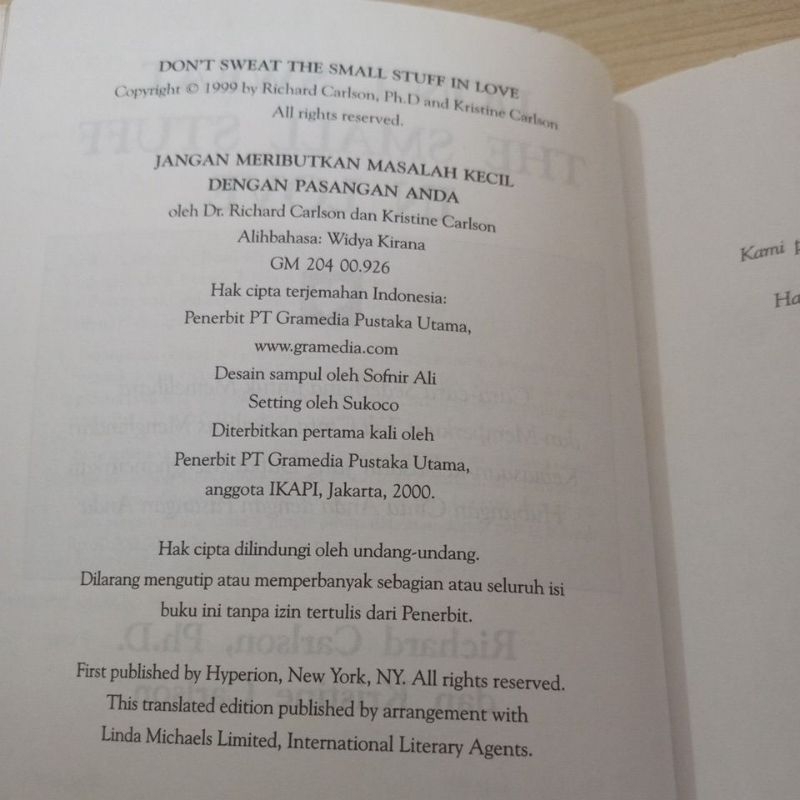 DON'T SWEAT THE SMALL STUFF IN LOVE
Copyright © 1999 by Richard Carlson, Ph.D and Kristine Carlson
All rights reserved.
JANGAN MERIBUTKAN MASALAH KECIL
DENGAN PASANGAN ANDA
oleh Dr. Richard Carlson dan Kristine Carlson
Alihbahasa: Widya Kirana
GM 204 00.926
Hak cipta terjemahan Indonesia:
Penerbit PT Gramedia Pustaka Utama,
www.gramedia.com
Desain sampul oleh Sofnir Ali
Setting oleh Sukoco
Diterbitkan pertama kali oleh
Penerbit PT Gramedia Pustaka Utama,
anggota IKAPI, Jakarta, 2000.
Hak cipta dilindungi oleh undang-undang.
Dilarang mengutip atau memperbanyak sebagian atau seluruh isi
buku ini tanpa izin tertulis dari Penerbit.
First published by Hyperion, New York, NY. All rights reserved.
This translated edition published by arrangement with
Linda Michaels Limited, International Literary Agents.
Kami